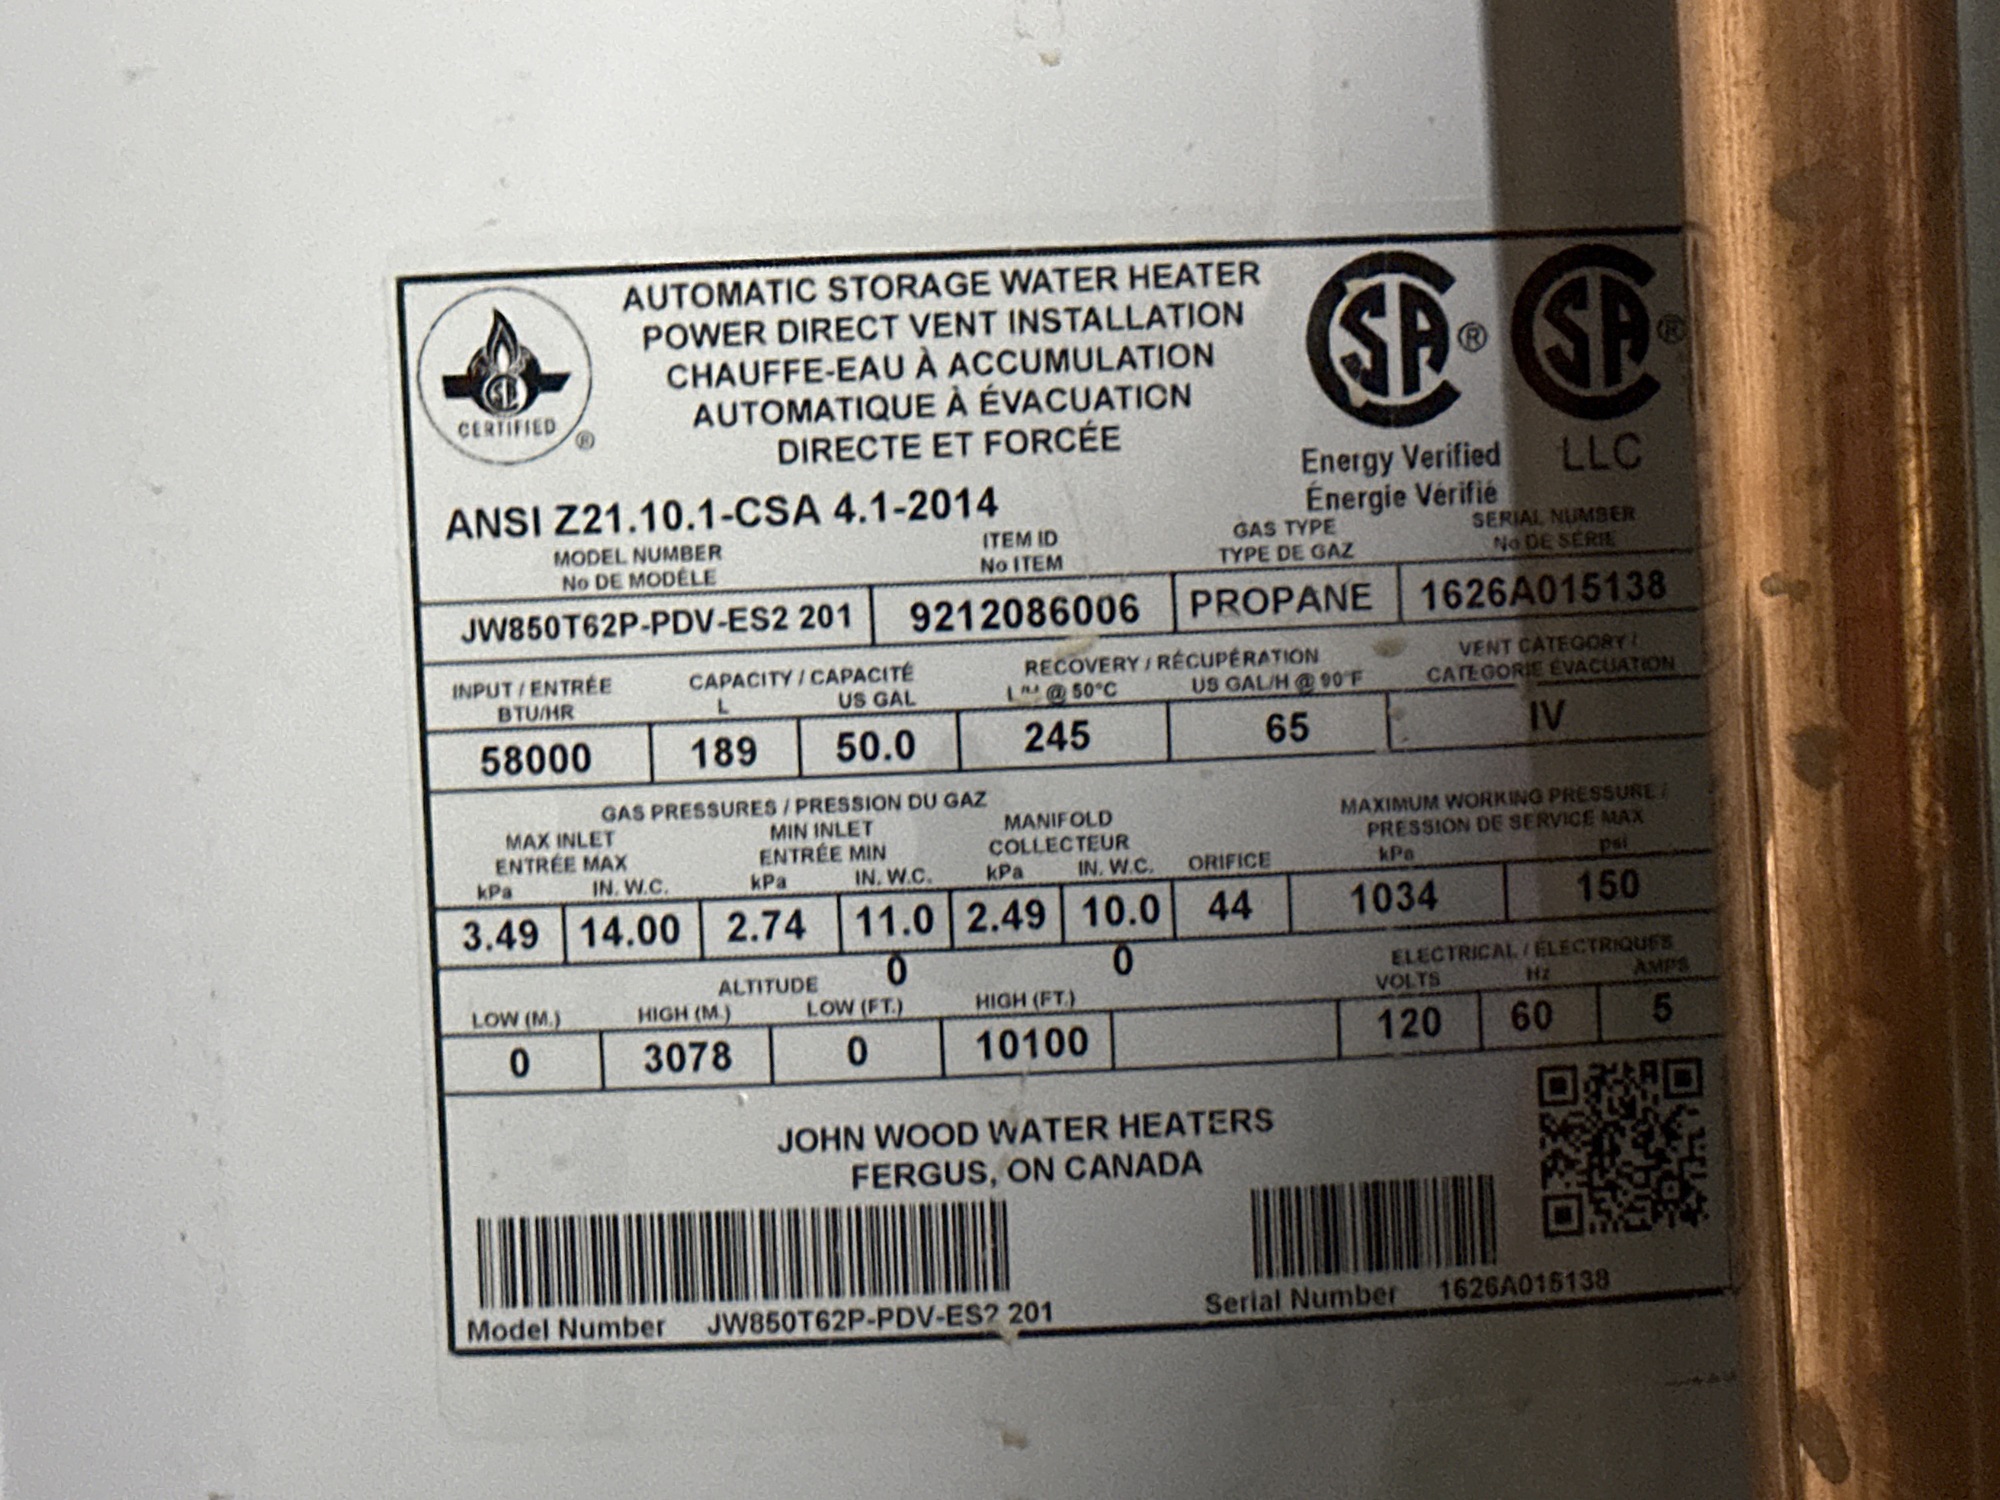 AUTOMATIC STORAGE WATER HEATER
POWER DIRECT VENT INSTALLATION
CHAUFFE-EAU À ACCUMULATION
AUTOMATIQUE À ÉVACUATION
DIRECTE ET FORCÉE
CERTIFIED ®
SA ® SA ®
Energy Verified LLC
Énergie Vérifié
ANSI Z21.10.1-CSA 4.1-2014
MODEL NUMBER ITEM ID GAS TYPE SERIAL NUMBER
No DE MODÈLE No ITEM TYPE DE GAZ No DE SÉRIE
JW850T62P-PDV-ES2 201 9212086006 PROPANE 1626A015138
INPUT / ENTRÉE CAPACITY / CAPACITÉ RECOVERY / RÉCUPÉRATION VENT CATEGORY /
BTU/HR L US GAL @ 50°C US GAL/H @ 90°F CATEGORIE ÉVACUATION
58000 189 50.0 245 65 IV
GAS PRESSURES / PRESSION DU GAZ MAXIMUM WORKING PRESSURE /
MAX INLET MIN INLET MANIFOLD PRESSION DE SERVICE MAX
ENTRÉE MAX ENTRÉE MIN COLLECTEUR
kPa IN. W.C. kPa IN. W.C. kPa IN. W.C. ORIFICE kPa psi
3.49 14.00 2.74 11.0 2.49 10.0 44 1034 150
0 0
ALTITUDE ELECTRICAL / ÉLECTRIQUES
LOW (M.) HIGH (M.) LOW (FT.) HIGH (FT.) VOLTS Hz AMPS
0 3078 0 10100 120 60 5
JOHN WOOD WATER HEATERS
FERGUS, ON CANADA
Model Number JW850T62P-PDV-ES2 201 Serial Number 1626A015138